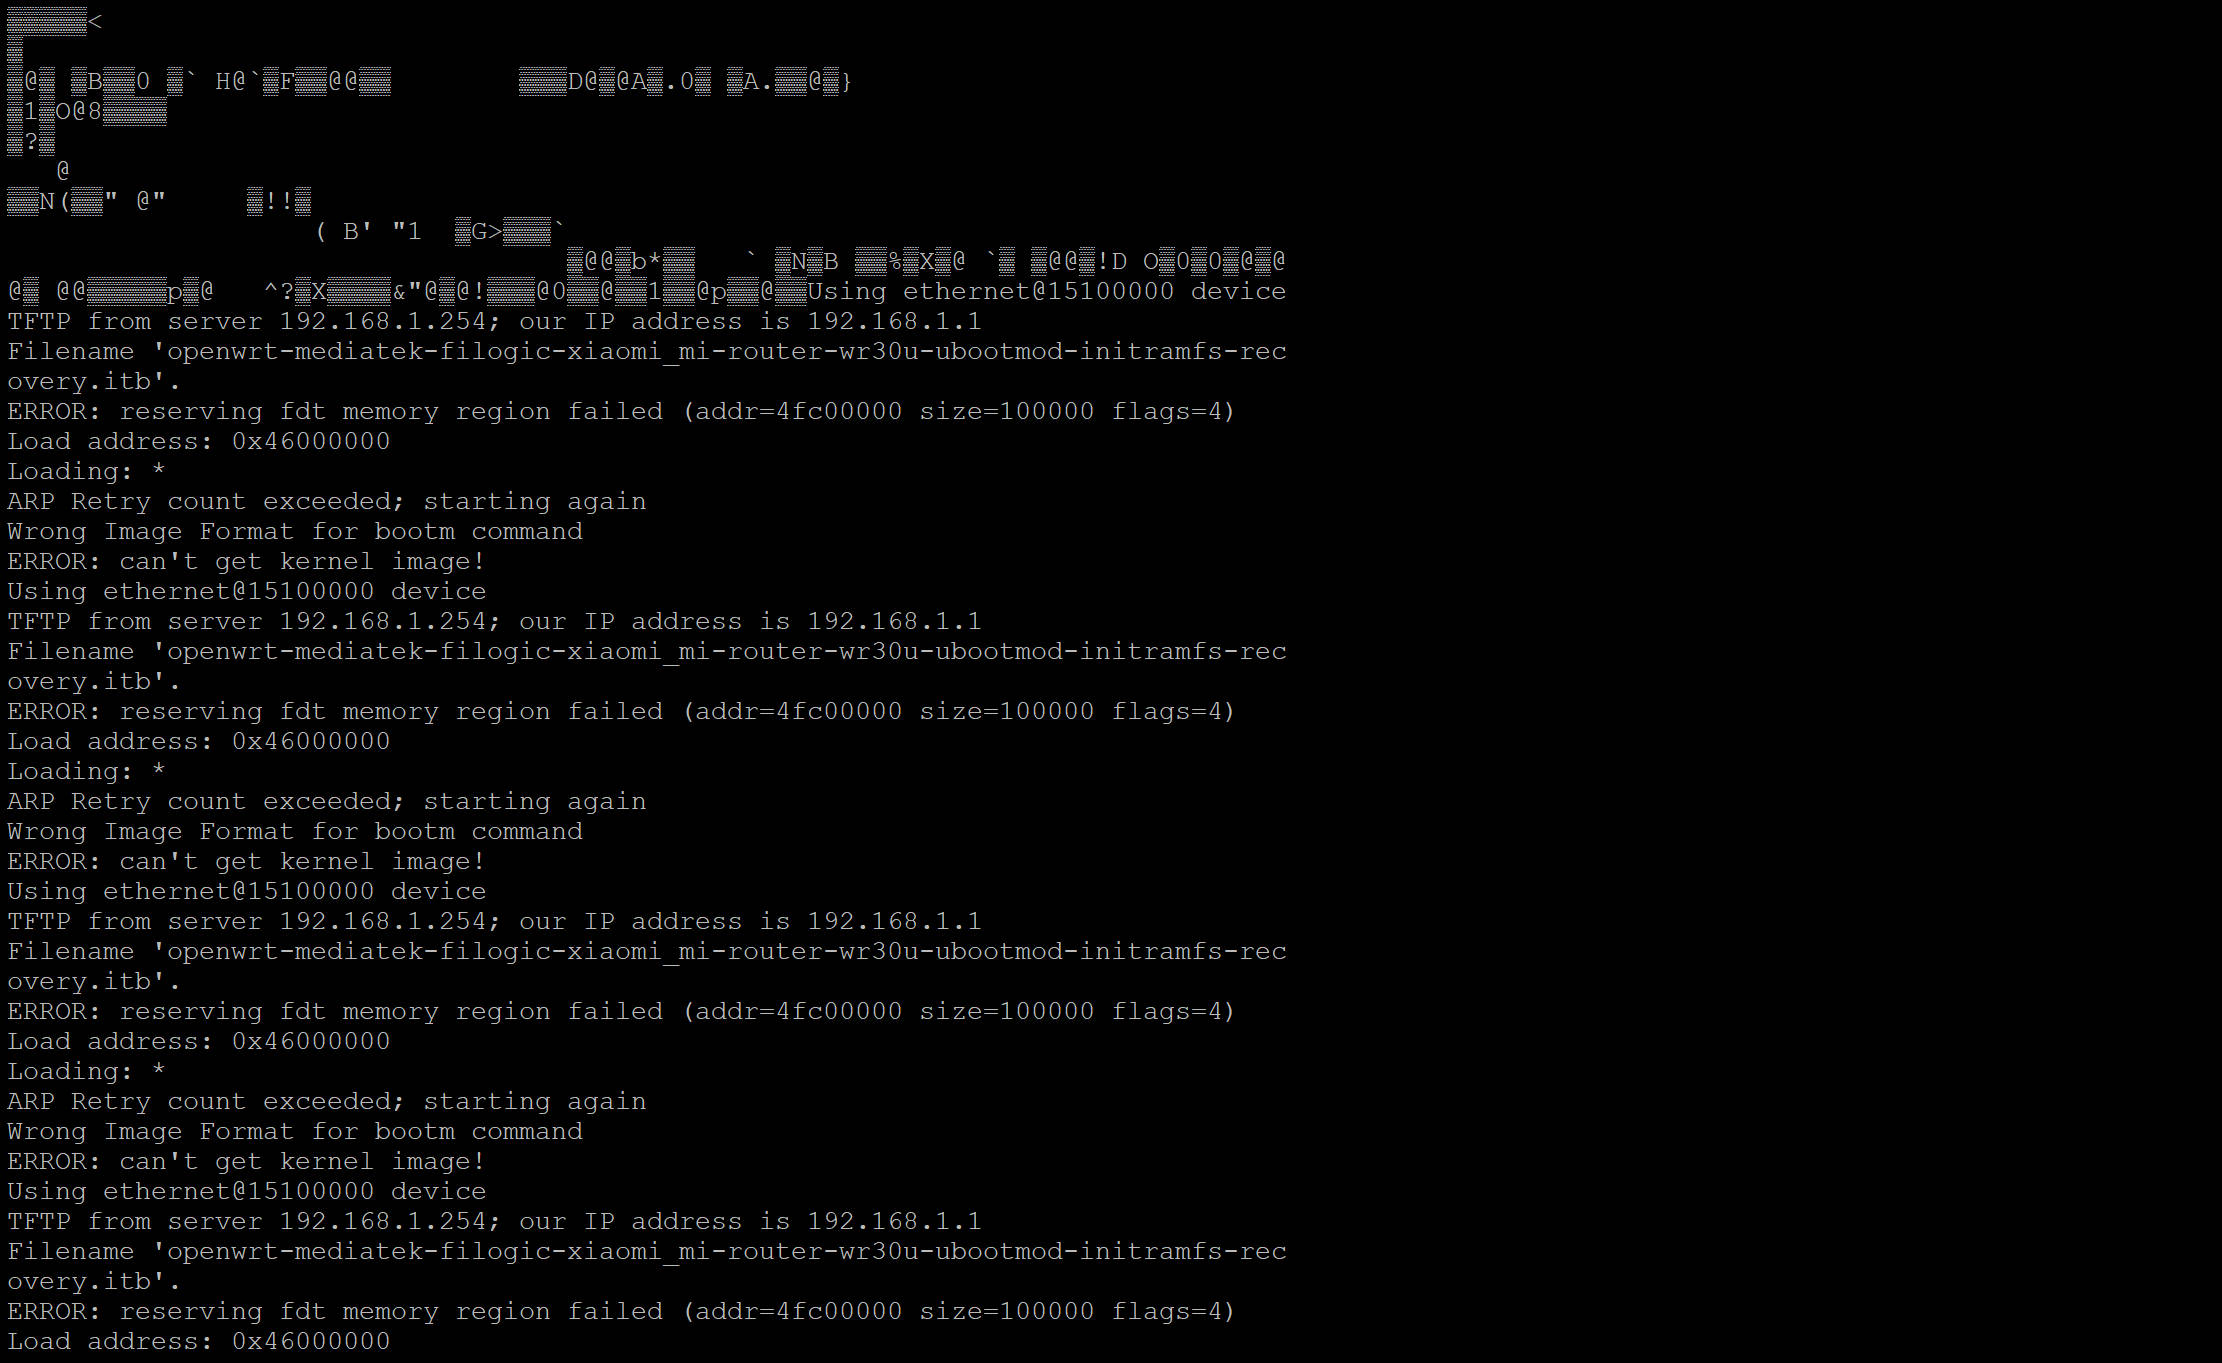 ▒▒▒▒▒<
▒
▒@▒ ▒B▒▒0 ▒` H@`▒F▒▒@@▒▒        ▒▒▒D@▒@A▒.0▒ ▒A.▒▒@▒}
▒1▒O@8▒▒▒▒
▒?▒
@
▒▒N(▒▒" @"    ▒!!▒
( B' "1  ▒G>▒▒▒`
▒@@▒b*▒▒   ` ▒N▒B ▒▒%▒X▒@ `▒ ▒@@▒!D O▒0▒0▒@▒@
@▒ @@▒▒▒▒▒p▒@   ^?▒X▒▒▒▒&"@▒@!▒▒▒@0▒▒@▒▒1▒▒@p▒▒@▒▒Using ethernet@15100000 device
TFTP from server 192.168.1.254; our IP address is 192.168.1.1
Filename 'openwrt-mediatek-filogic-xiaomi_mi-router-wr30u-ubootmod-initramfs-rec
overy.itb'.
ERROR: reserving fdt memory region failed (addr=4fc00000 size=100000 flags=4)
Load address: 0x46000000
Loading: *
ARP Retry count exceeded; starting again
Wrong Image Format for bootm command
ERROR: can't get kernel image!
Using ethernet@15100000 device
TFTP from server 192.168.1.254; our IP address is 192.168.1.1
Filename 'openwrt-mediatek-filogic-xiaomi_mi-router-wr30u-ubootmod-initramfs-rec
overy.itb'.
ERROR: reserving fdt memory region failed (addr=4fc00000 size=100000 flags=4)
Load address: 0x46000000
Loading: *
ARP Retry count exceeded; starting again
Wrong Image Format for bootm command
ERROR: can't get kernel image!
Using ethernet@15100000 device
TFTP from server 192.168.1.254; our IP address is 192.168.1.1
Filename 'openwrt-mediatek-filogic-xiaomi_mi-router-wr30u-ubootmod-initramfs-rec
overy.itb'.
ERROR: reserving fdt memory region failed (addr=4fc00000 size=100000 flags=4)
Load address: 0x46000000
Loading: *
ARP Retry count exceeded; starting again
Wrong Image Format for bootm command
ERROR: can't get kernel image!
Using ethernet@15100000 device
TFTP from server 192.168.1.254; our IP address is 192.168.1.1
Filename 'openwrt-mediatek-filogic-xiaomi_mi-router-wr30u-ubootmod-initramfs-rec
overy.itb'.
ERROR: reserving fdt memory region failed (addr=4fc00000 size=100000 flags=4)
Load address: 0x46000000